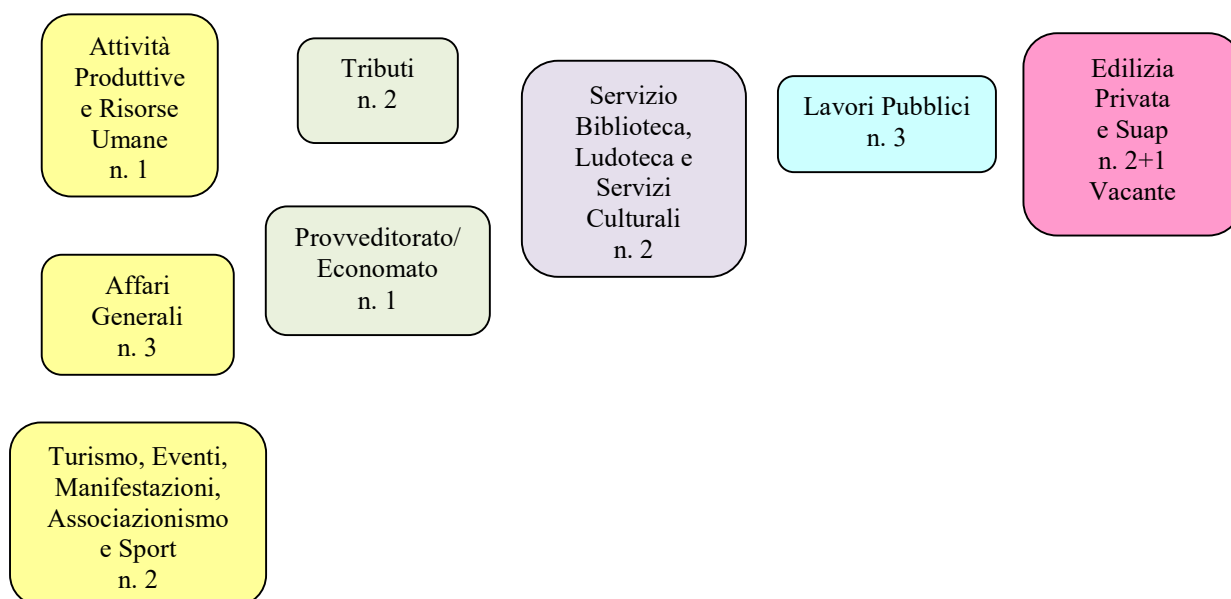 Attività
Produttive
e Risorse
Umane
n. 1
Affari
Generali
n. 3
Turismo, Eventi,
Manifestazioni,
Associazionismo
e Sport
n. 2
Tributi
n. 2
Provveditorato/
Economato
n. 1
Servizio
Biblioteca,
Ludoteca e
Servizi
Culturali
n. 2
Lavori Pubblici
n. 3
Edilizia
Privata
e Suap
n. 2+1
Vacante